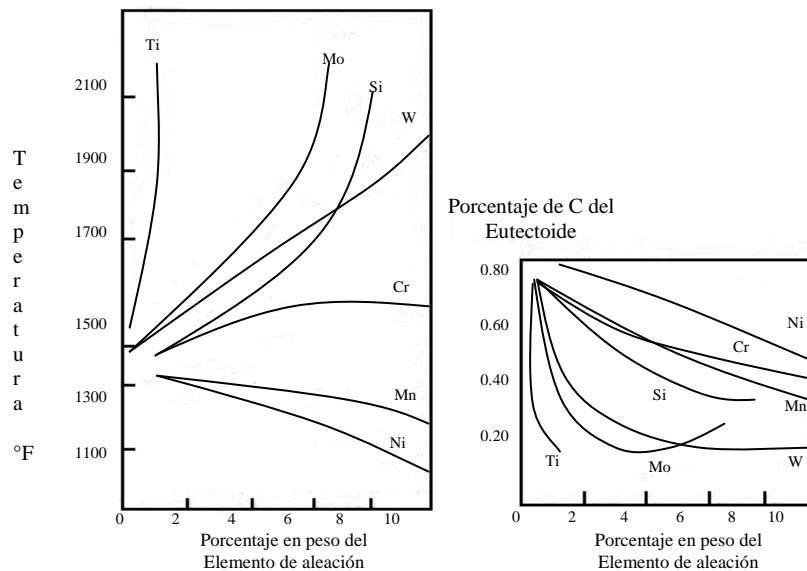 Ti
Mo
Si
W
2100
1900
1700
1500
1300
1100
Cr
Mn
Ni
Temperatura °F
0 2 4 6 8 10
Porcentaje en peso del
Elemento de aleación
Porcentaje de C del
Eutectoide
0.80
0.60
0.40
0.20
Ni
Cr
Mn
Si
W
Ti
Mo
0 2 4 6 8 10
Porcentaje en peso del
Elemento de aleación